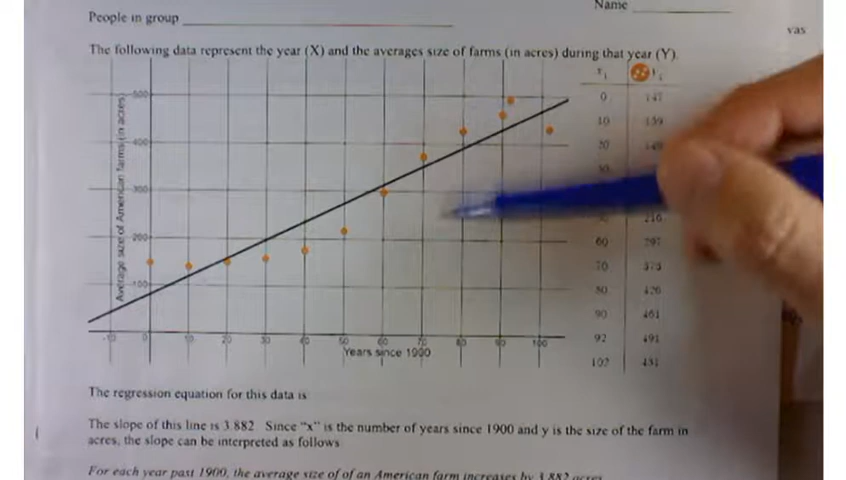 Name
People in group
vas
The following data represent the year (X) and the averages size of farms (in acres) during that year (Y).
Average size of American farms (in acres)
500
400
300
200
100
-10 0 10 20 30 40 50 60 70 80 90 100
Years since 1900
0 147
10 139
20
216
60 297
70 373
80 426
90 461
92 491
102 431
The regression equation for this data is
The slope of this line is 3.882 Since "x" is the number of years since 1900 and y is the size of the farm in
acres, the slope can be interpreted as follows
For each year past 1900, the average size of of an American farm increases by 3.882 acres